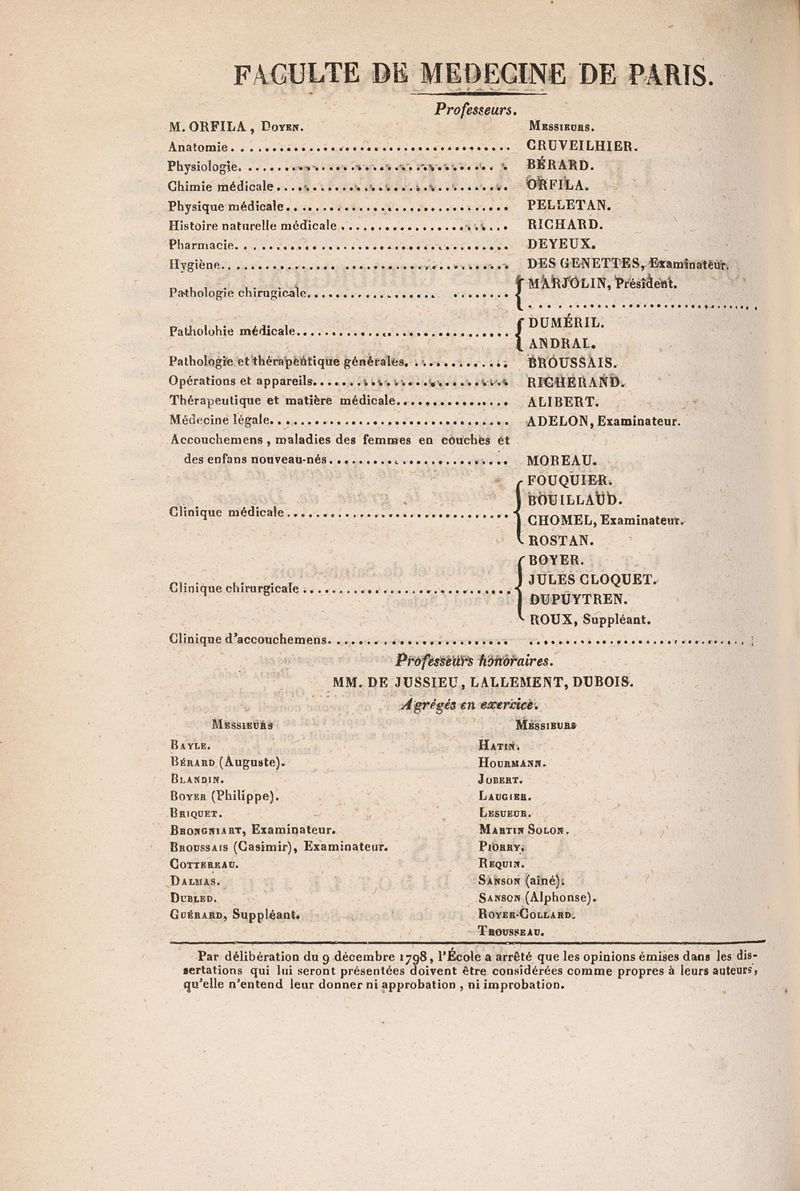 FACULTE DE MEDECINE DE PARIS.
Professeurs.
M. ORFILA, DOYEN. MESSIEURS.
Anatomie........................................ CRUVEILHIER.
Physiologie..................................... BÉRARD.
Chimie médicale................................. ORFILA.
Physique médicale............................... PELLETAN.
Histoire naturelle médicale..................... RICHARD.
Pharmacie....................................... DEYEUX.
Hygiène......................................... DES GENETTES, Examinateur.
Pathologie chirugicale.......................... { MARJOLIN, Président.
................................
Patholohie médicale............................. { DUMÉRIL.
ANDRAL.
Pathologie et thérapeutique générales........... BROUSSAIS.
Opérations et appareils......................... RICHERAND.
Thérapeutique et matière médicale............... ALIBERT.
Médecine légale................................. ADELON, Examinateur.
Accouchemens, maladies des femmes en couches et
des enfans nouveau-nés.......................... MOREAU.
Clinique médicale............................... { FOUQUIER.
BOUILLAUD.
CHOMEL, Examinateur.
ROSTAN.
Clinique chirurgicale........................... { BOYER.
JULES CLOQUET.
DUPUYTREN.
ROUX, Suppléant.
Clinique d'accouchemens......................... ................................
Professeurs honoraires.
MM. DE JUSSIEU, LALLEMENT, DUBOIS.
Agrégés en exercice.
MESSIEURS
BAYLE.
BÉRARD (Auguste).
BLANDIN.
BOYER (Philippe).
BRIQUET.
BRONGNIART, Examinateur.
BROUSSAIS (Casimir), Examinateur.
COTTEREAU.
DALMAS.
DUBLED.
GUÉRARD, Suppléant.
MESSIEURS
HATIN.
HOURMANN.
JOBERT.
LAUGIER.
LESUEUR.
MARTIN SOLON.
PIORRY.
REQUIN.
SANSON (aîné).
SANSON (Alphonse).
ROYER-COLLARD.
TROUSSEAU.
Par délibération du 9 décembre 1798, l'École a arrêté que les opinions émises dans les dis-
sertations qui lui seront présentées doivent être considérées comme propres à leurs auteurs,
qu'elle n'entend leur donner ni approbation, ni improbation.